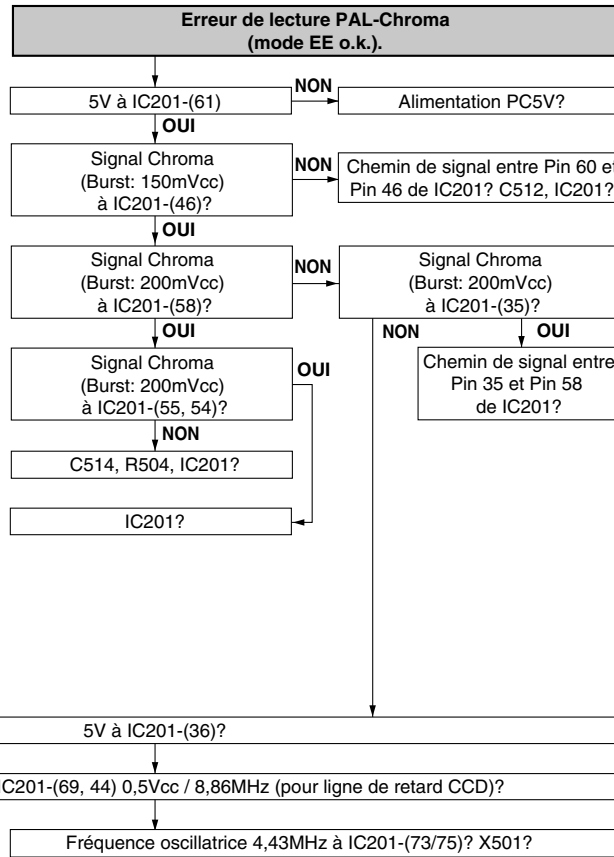 Erreur de lecture PAL-Chroma
(mode EE o.k.).
5V à IC201-(61)
NON
Alimentation PC5V?
OUI
Signal Chroma
(Burst: 150mVcc)
à IC201-(46)?
NON
Chemin de signal entre Pin 60 et
Pin 46 de IC201? C512, IC201?
OUI
Signal Chroma
(Burst: 200mVcc)
à IC201-(58)?
NON
Signal Chroma
(Burst: 200mVcc)
à IC201-(35)?
OUI
NON
OUI
Signal Chroma
(Burst: 200mVcc)
à IC201-(55, 54)?
OUI
Chemin de signal entre
Pin 35 et Pin 58
de IC201?
NON
C514, R504, IC201?
IC201?
5V à IC201-(36)?
IC201-(69, 44) 0,5Vcc / 8,86MHz (pour ligne de retard CCD)?
Fréquence oscillatrice 4,43MHz à IC201-(73/75)? X501?